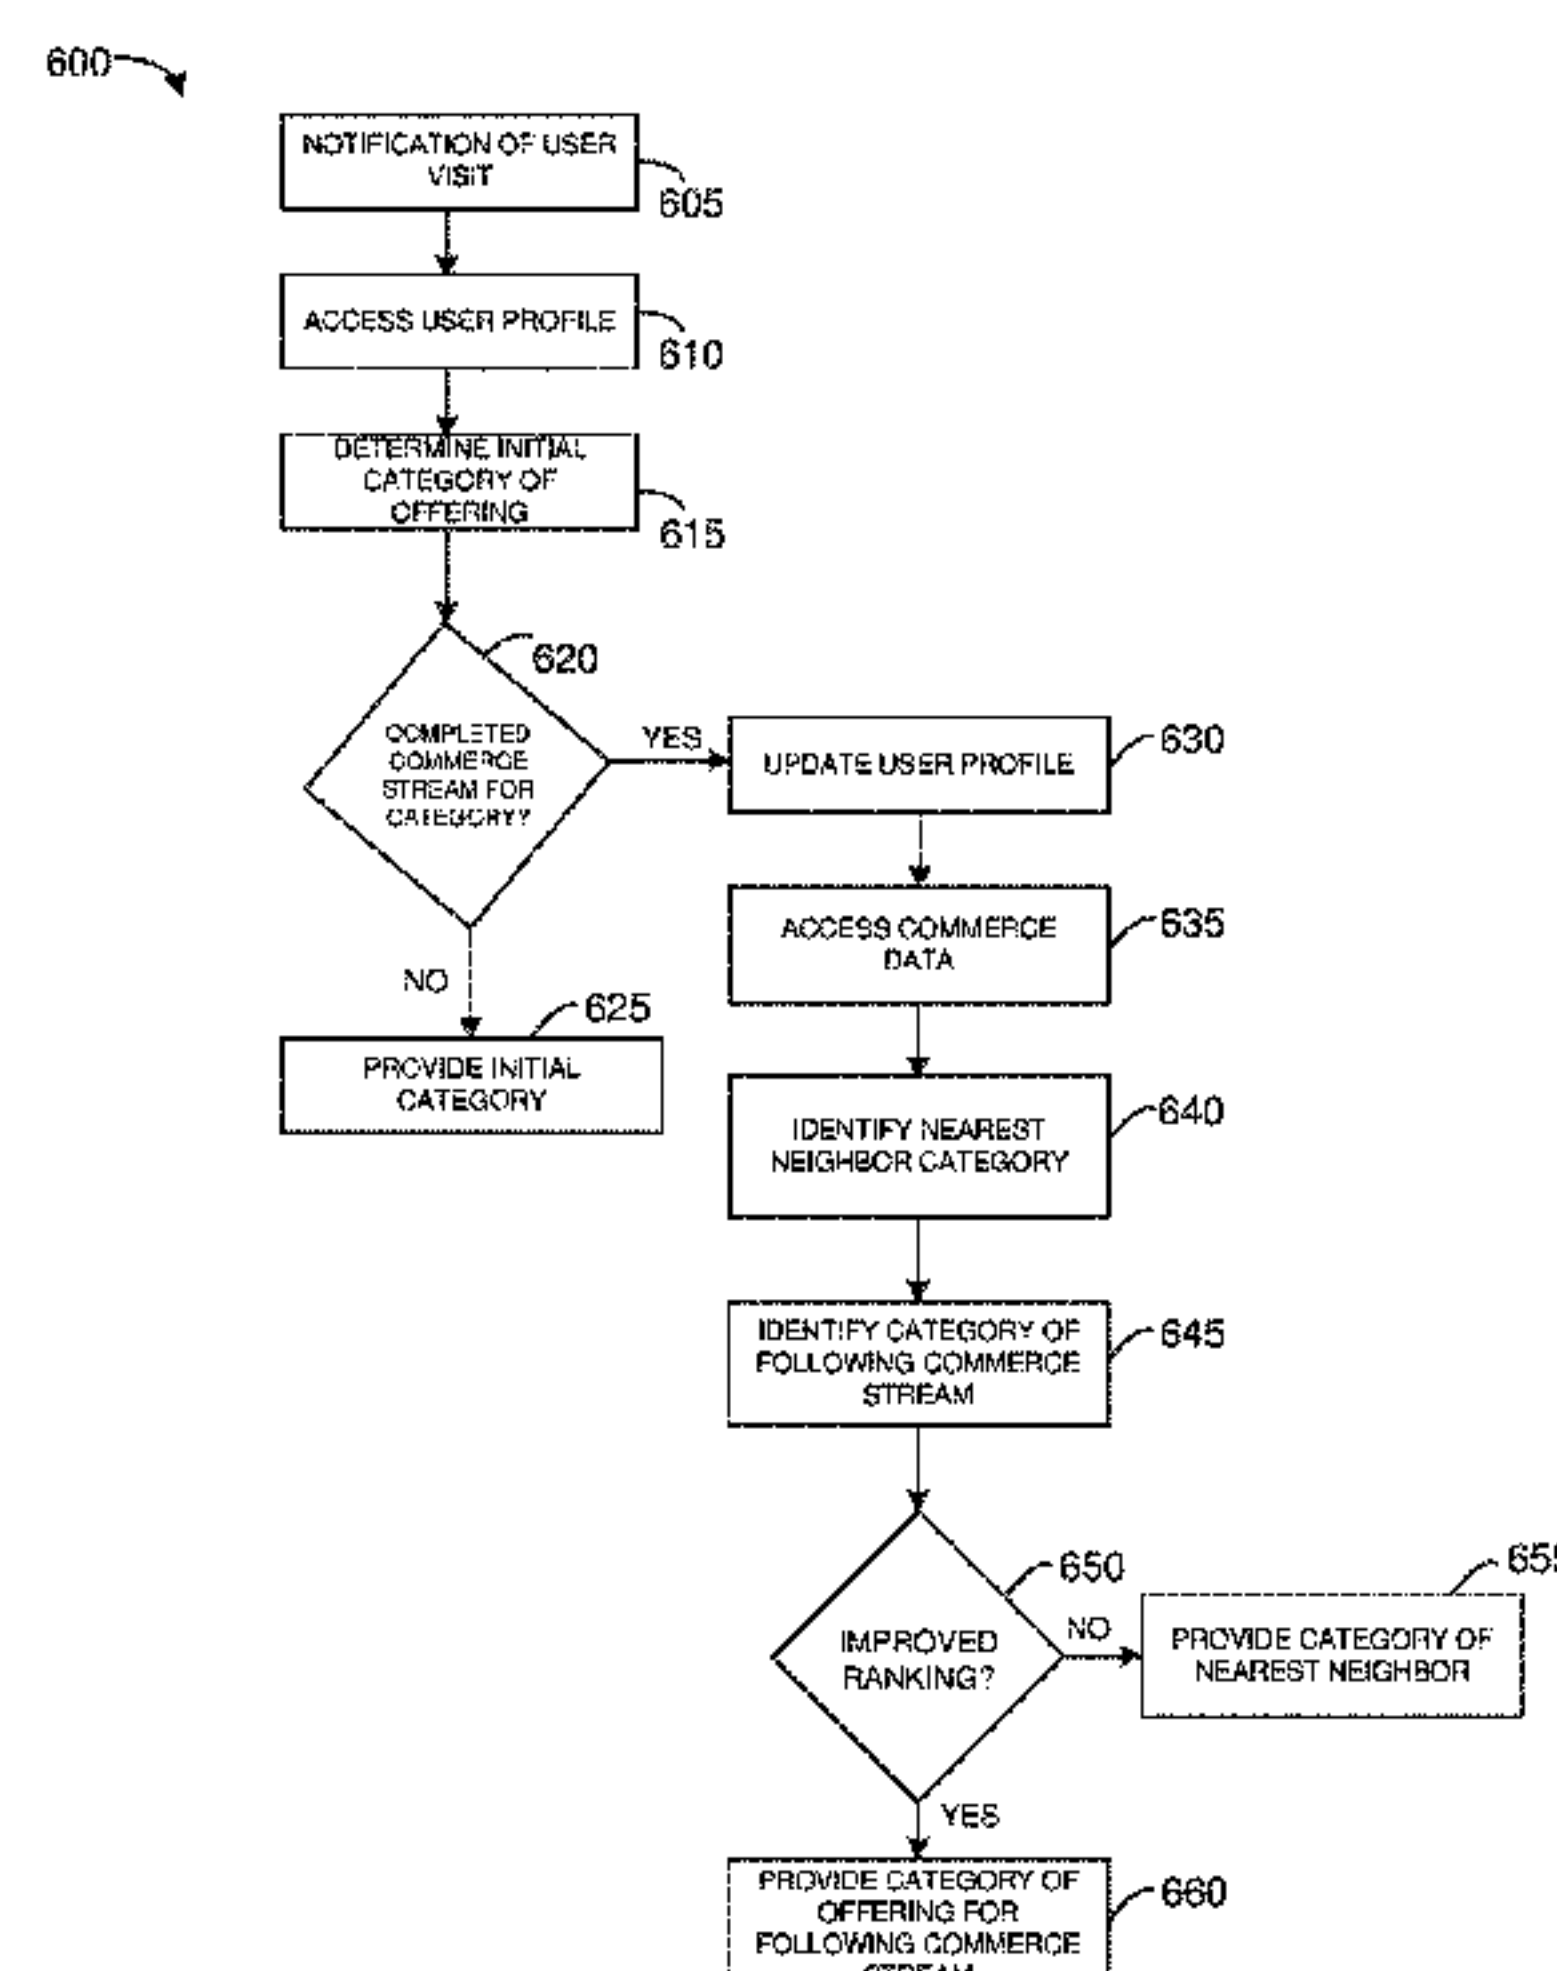 600
NOTIFICATION OF USER
VISIT
605
ACCESS USER PROFILE
610
DETERMINE INITIAL
CATEGORY OF
OFFERING
615
620
COMPLETED
COMMERCE
STREAM FOR
CATEGORY?
YES
UPDATE USER PROFILE
630
ACCESS COMMERCE
DATA
635
NO
625
PROVIDE INITIAL
CATEGORY
IDENTIFY NEAREST
NEIGHBOR CATEGORY
640
IDENTIFY CATEGORY OF
FOLLOWING COMMERCE
STREAM
645
650
IMPROVED
RANKING?
NO
655
PROVIDE CATEGORY OF
NEAREST NEIGHBOR
YES
PROVIDE CATEGORY OF
OFFERING FOR
FOLLOWING COMMERCE
STREAM
660